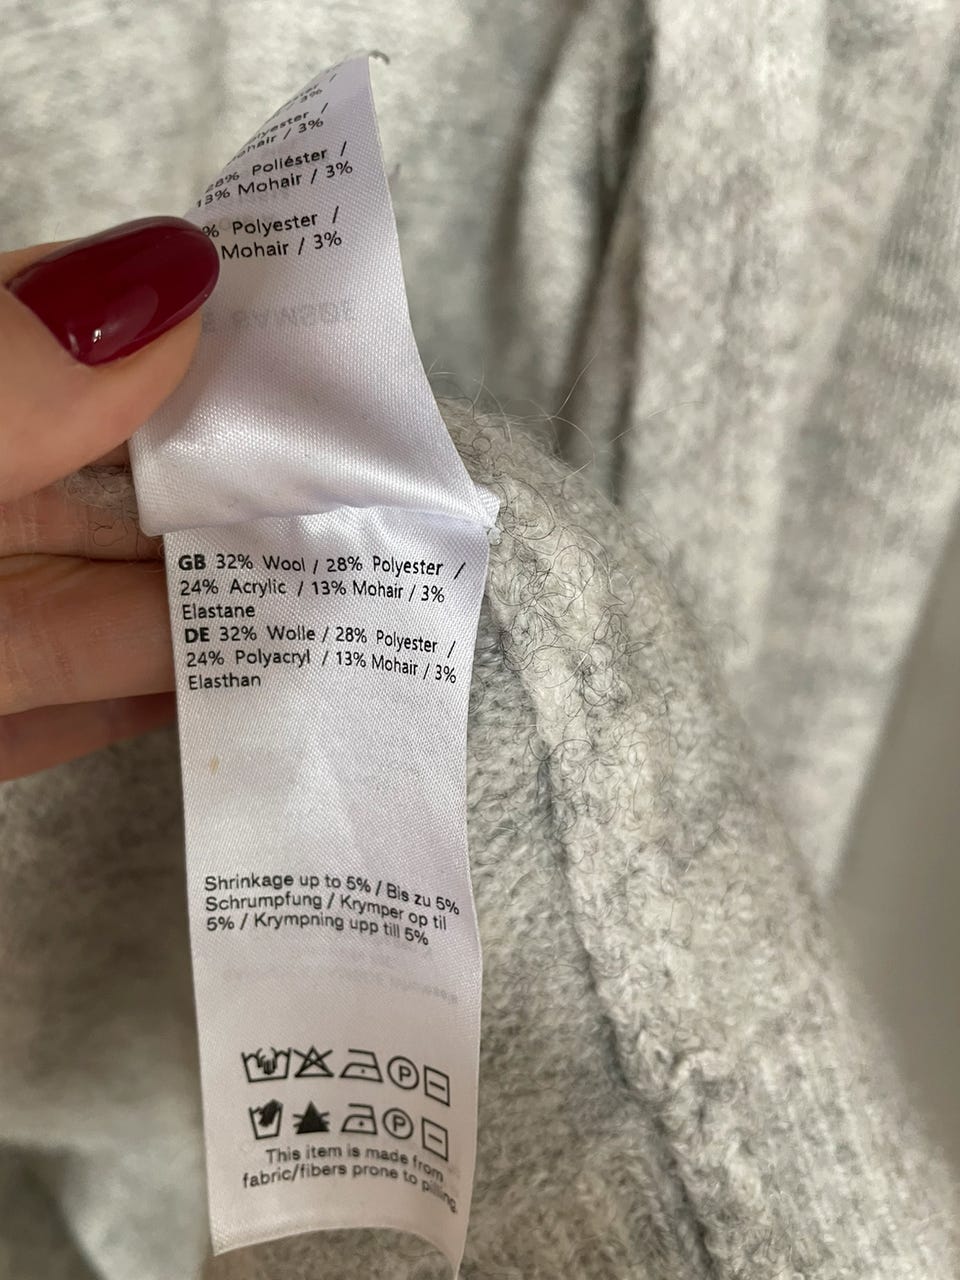 3%
/ 3%
28% Poliéster /
13% Mohair / 3%
% Polyester /
Mohair / 3%
GB 32% Wool / 28% Polyester /
24% Acrylic / 13% Mohair / 3%
Elastane
DE 32% Wolle / 28% Polyester /
24% Polyacryl / 13% Mohair / 3%
Elasthan
Shrinkage up to 5% / Bis zu 5%
Schrumpfung / Krymper op til
5% / Krympning upp till 5%
P
P
This item is made from
fabric/fibers prone to pilling